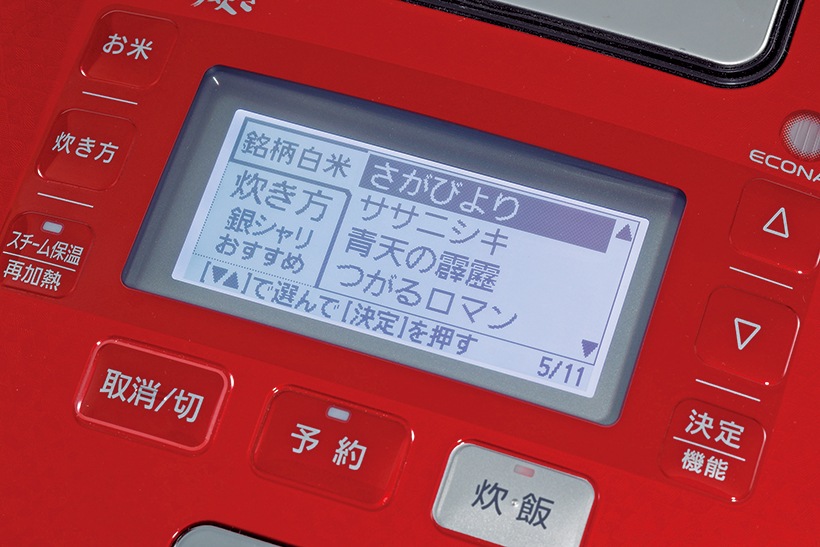 お米
炊き方
スチーム保温
再加熱
銘柄白米
炊き方
銀シャリ
おすすめ
さがびより
ササニシキ
青天の霹靂
つがるロマン
[▼▲]で選んで[決定]を押す
5/11
ECONA
△
▽
決定
機能
取消/切
予約
炊飯